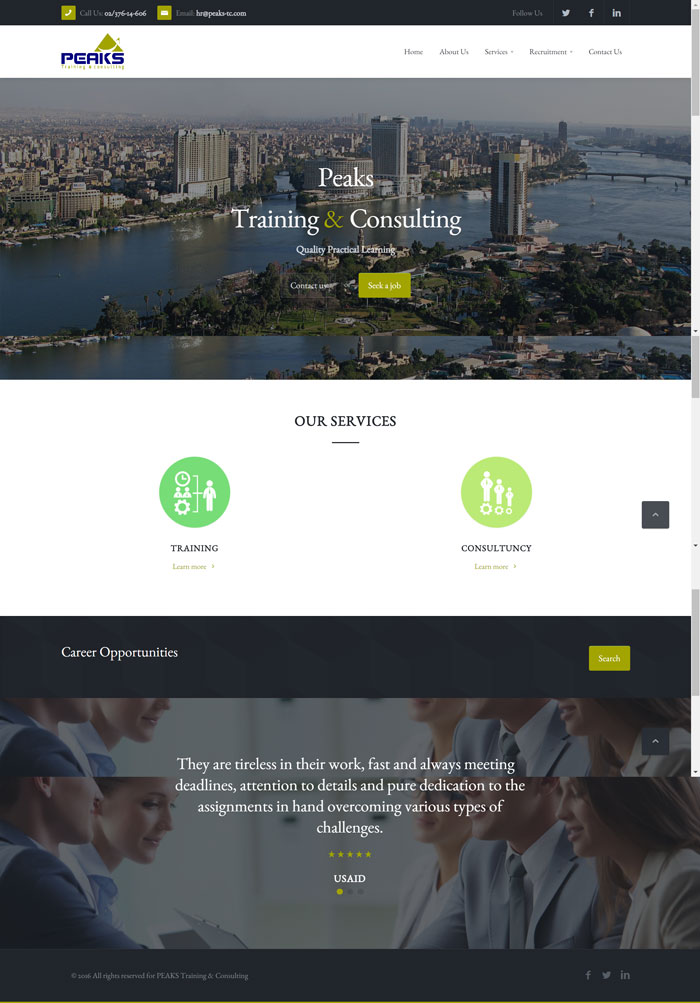 Call Us: 02/376-14-606 Email: hr@peaks-tc.com Follow Us
PEAKS
Training & Consulting
Home About Us Services Recruitment Contact Us
Peaks
Training & Consulting
Quality Practical Learning
Contact us Seek a job
OUR SERVICES
TRAINING CONSULTUNCY
Learn more Learn more
Career Opportunities
Search
They are tireless in their work, fast and always meeting
deadlines, attention to details and pure dedication to the
assignments in hand overcoming various types of
challenges.
USAID
© 2016 All rights reserved for PEAKS Training & Consulting